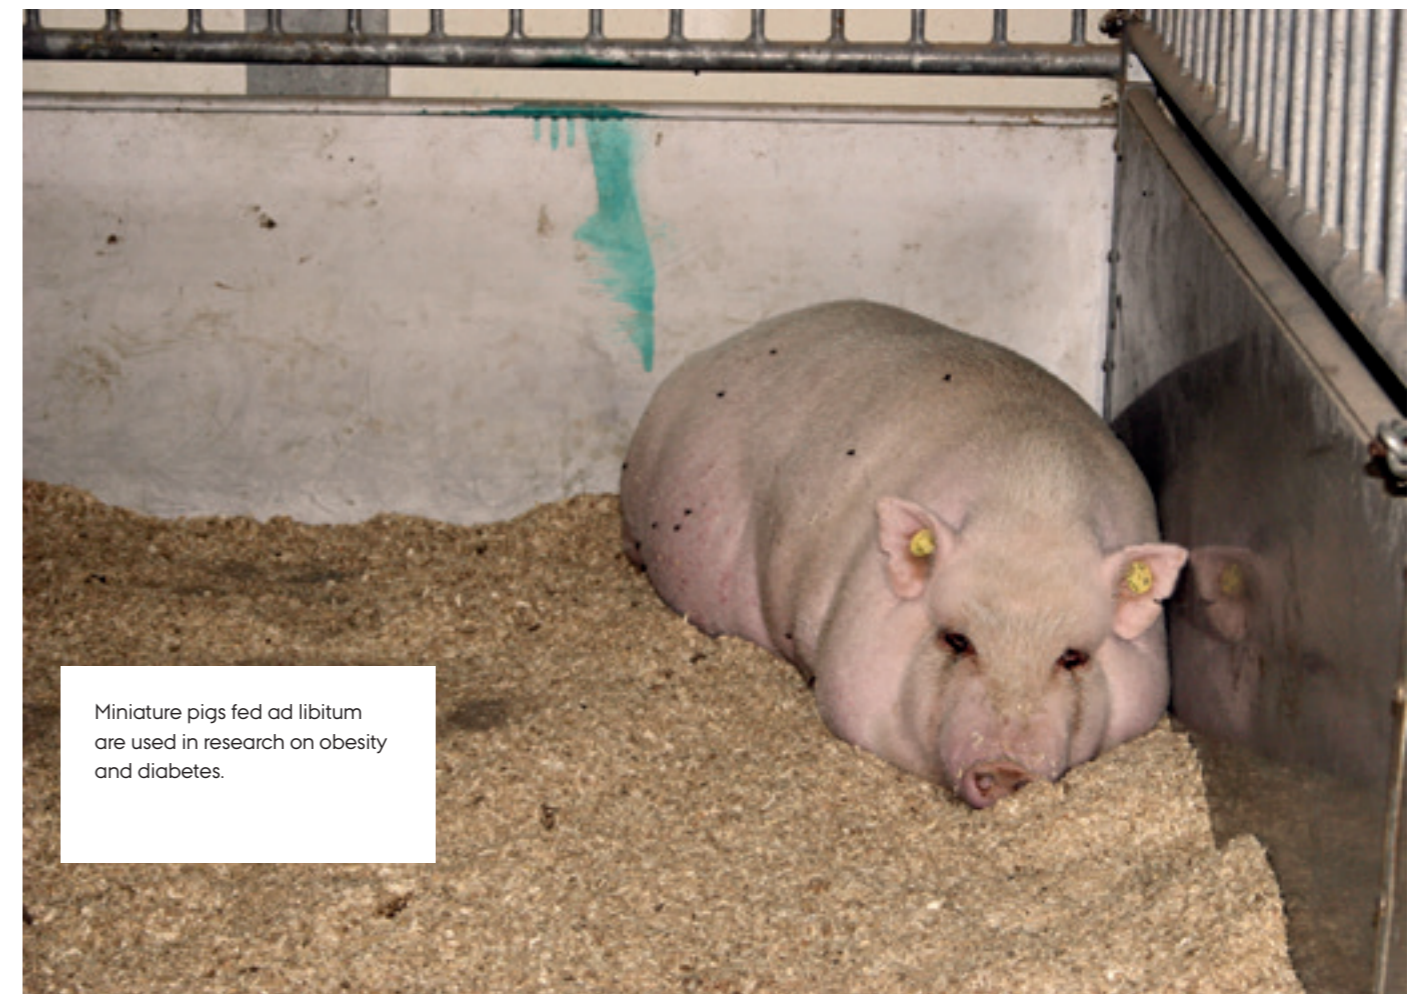 Miniature pigs fed ad libitum
are used in research on obesity
and diabetes.